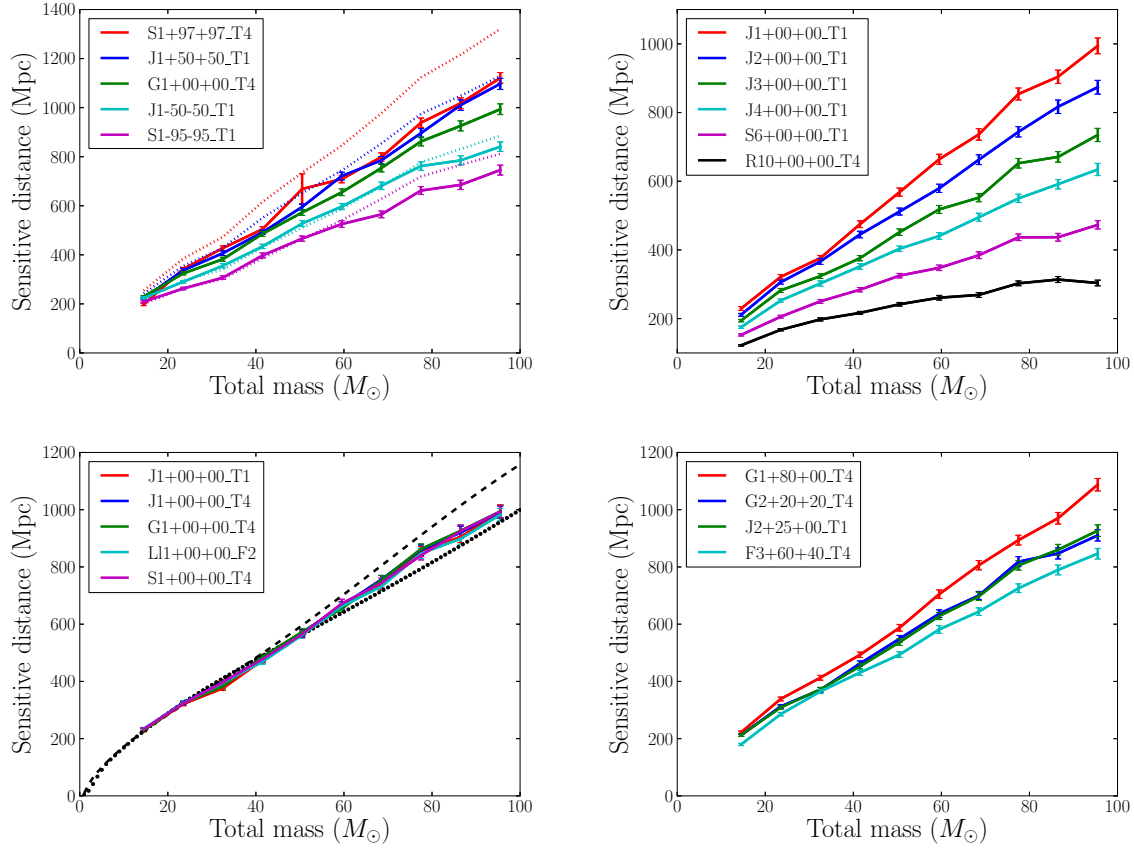 1400
1200
1000
800
600
400
200
0
0 20 40 60 80 100
Total mass (M⊙)
Sensitive distance (Mpc)
S1+97+97_T4
J1+50+50_T1
G1+00+00_T4
J1-50-50_T1
S1-95-95_T1
1000
800
600
400
200
0 20 40 60 80 100
Total mass (M⊙)
Sensitive distance (Mpc)
J1+00+00_T1
J2+00+00_T1
J3+00+00_T1
J4+00+00_T1
S6+00+00_T1
R10+00+00_T4
1200
1000
800
600
400
200
0
0 20 40 60 80 100
Total mass (M⊙)
Sensitive distance (Mpc)
J1+00+00_T1
J1+00+00_T4
G1+00+00_T4
Ll1+00+00_F2
S1+00+00_T4
1200
1000
800
600
400
200
0
0 20 40 60 80 100
Total mass (M⊙)
Sensitive distance (Mpc)
G1+80+00_T4
G2+20+20_T4
J2+25+00_T1
F3+60+40_T4